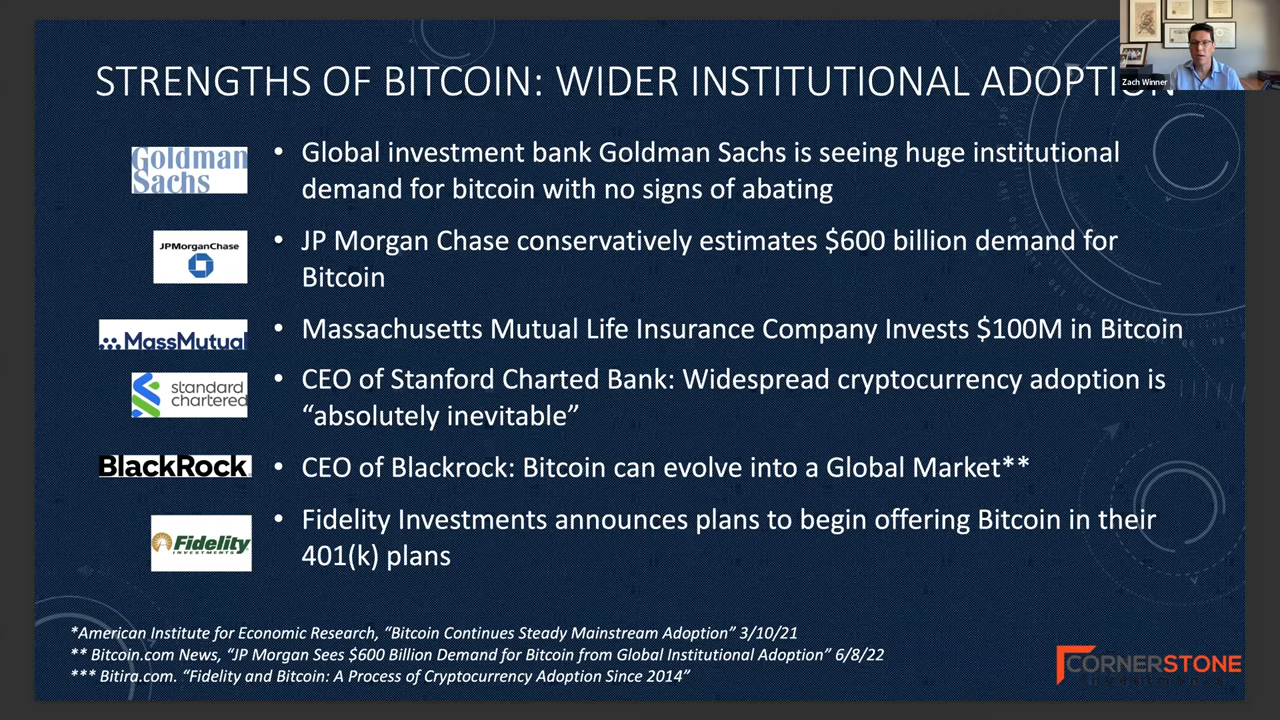 STRENGTHS OF BITCOIN: WIDER INSTITUTIONAL ADOPTION
Zach Winner
Goldman
Sachs
• Global investment bank Goldman Sachs is seeing huge institutional
demand for bitcoin with no signs of abating
JPMorganChase
• JP Morgan Chase conservatively estimates $600 billion demand for
Bitcoin
MassMutual
• Massachusetts Mutual Life Insurance Company Invests $100M in Bitcoin
standard
chartered
• CEO of Stanford Charted Bank: Widespread cryptocurrency adoption is
“absolutely inevitable”
BlackRock
• CEO of Blackrock: Bitcoin can evolve into a Global Market**
Fidelity
INVESTMENTS
• Fidelity Investments announces plans to begin offering Bitcoin in their
401(k) plans
*American Institute for Economic Research, “Bitcoin Continues Steady Mainstream Adoption” 3/10/21
** Bitcoin.com News, “JP Morgan Sees $600 Billion Demand for Bitcoin from Global Institutional Adoption” 6/8/22
*** Bitira.com. “Fidelity and Bitcoin: A Process of Cryptocurrency Adoption Since 2014”
CORNERSTONE